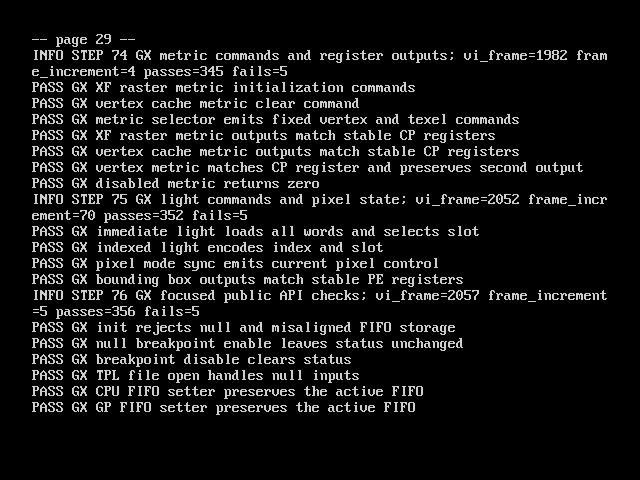 -- page 29 --
INFO STEP 74 GX metric commands and register outputs; vi_frame=1982 fram
e_increment=4 passes=345 fails=5
PASS GX XF raster metric initialization commands
PASS GX vertex cache metric clear command
PASS GX metric selector emits fixed vertex and texel commands
PASS GX XF raster metric outputs match stable CP registers
PASS GX vertex cache metric outputs match stable CP registers
PASS GX vertex metric matches CP register and preserves second output
PASS GX disabled metric returns zero
INFO STEP 75 GX light commands and pixel state; vi_frame=2052 frame_incr
ement=70 passes=352 fails=5
PASS GX immediate light loads all words and selects slot
PASS GX indexed light encodes index and slot
PASS GX pixel mode sync emits current pixel control
PASS GX bounding box outputs match stable PE registers
INFO STEP 76 GX focused public API checks; vi_frame=2057 frame_increment
=5 passes=356 fails=5
PASS GX init rejects null and misaligned FIFO storage
PASS GX null breakpoint enable leaves status unchanged
PASS GX breakpoint disable clears status
PASS GX TPL file open handles null inputs
PASS GX CPU FIFO setter preserves the active FIFO
PASS GX GP FIFO setter preserves the active FIFO